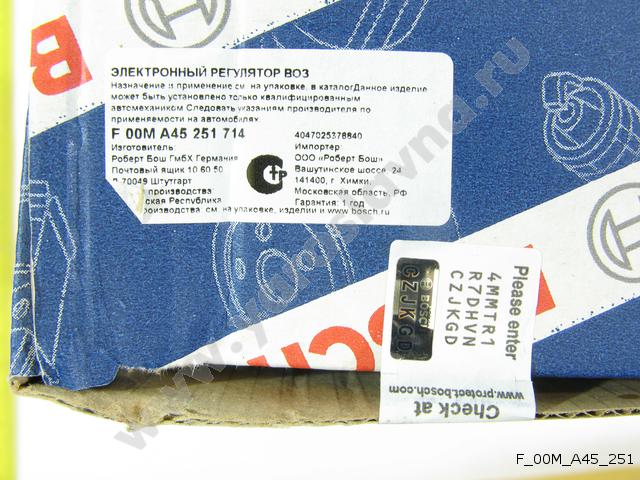 ЭЛЕКТРОННЫЙ РЕГУЛЯТОР ВОЗ
Назначение и применение см. на упаковке, в каталогДанное изделие
может быть установлено только квалифицированным
автомехаником.Следовать указаниям производителя по
применяемости на автомобилях.
F 00M A45 251 714
4047025376640
Изготовитель:
Роберт Бош ГмбХ Германия
Почтовый ящик 10 60 50
70049 Штутгарт
производства
ская Республика
Импортер:
ООО «Роберт Бош»
Вашутинское шоссе, 24
141400, г. Химки,
Московская область, РФ
Гарантия: 1 год
производства см. на упаковке, изделии и www.bosch.ru
Please enter
4MMTR1
R7DHVN
CZJKGD
CZJKGD
BOSCH
Check at
www.protect.bosch.com
F_00M_A45_251